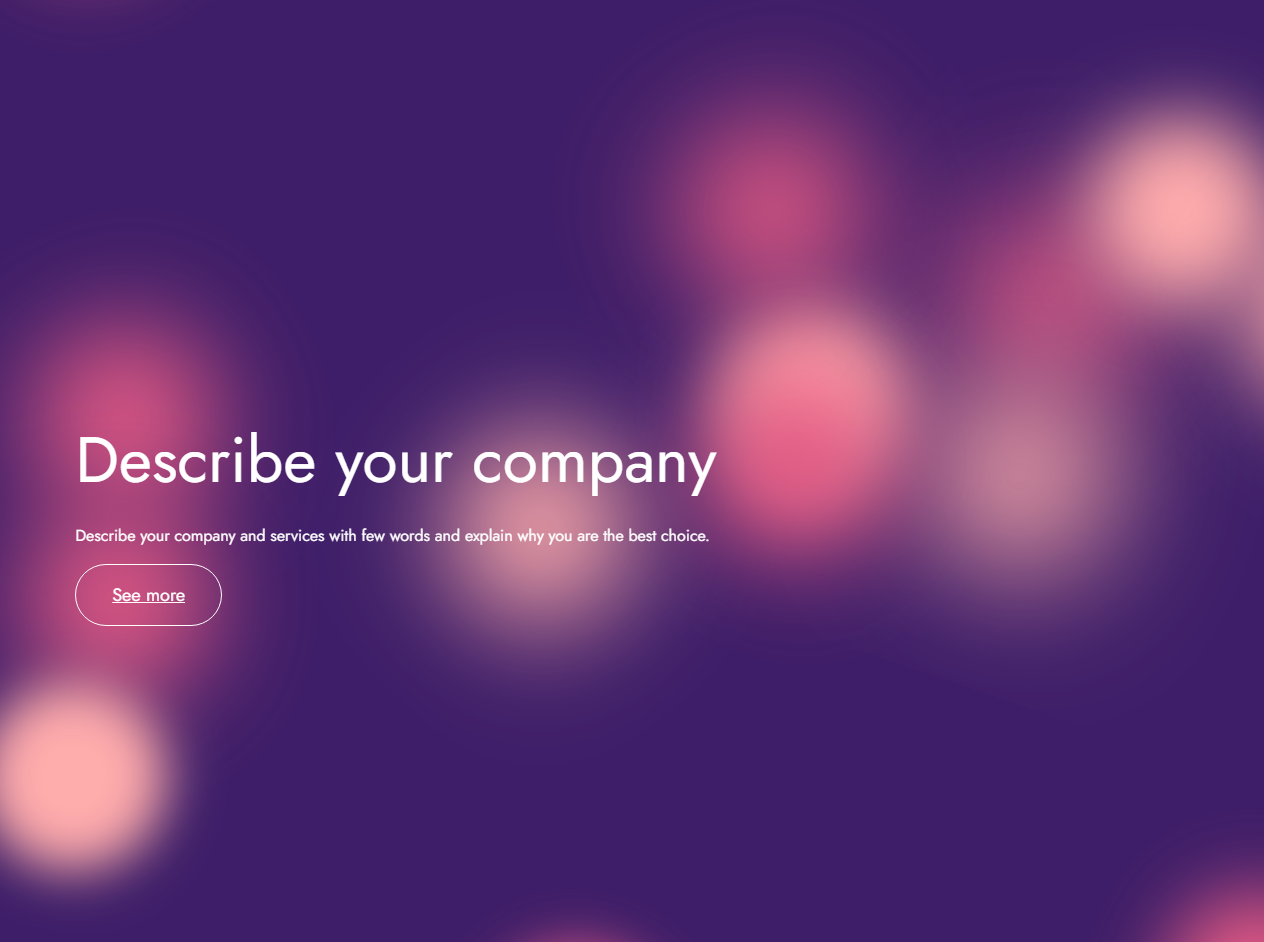 Describe your company
Describe your company and services with few words and explain why you are the best choice.
See more